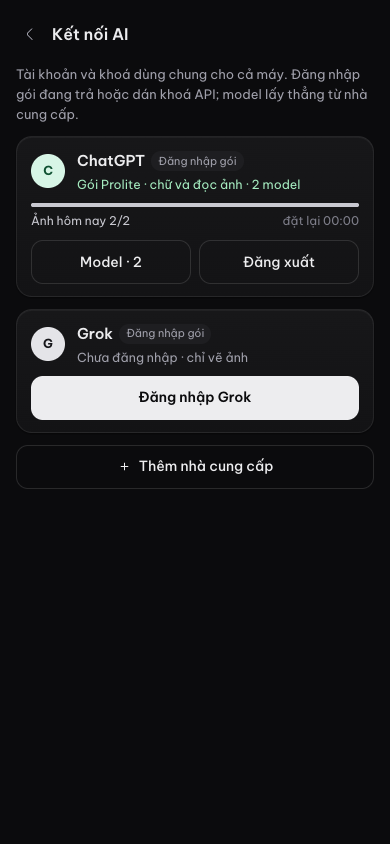 Kết nối AI
Tài khoản và khoá dùng chung cho cả máy. Đăng nhập
gói đang trả hoặc dán khoá API; model lấy thẳng từ nhà
cung cấp.
C
ChatGPT Đăng nhập gói
Gói Prolite · chữ và đọc ảnh · 2 model
Ảnh hôm nay 2/2 đặt lại 00:00
Model · 2 Đăng xuất
G
Grok Đăng nhập gói
Chưa đăng nhập · chỉ vẽ ảnh
Đăng nhập Grok
+ Thêm nhà cung cấp